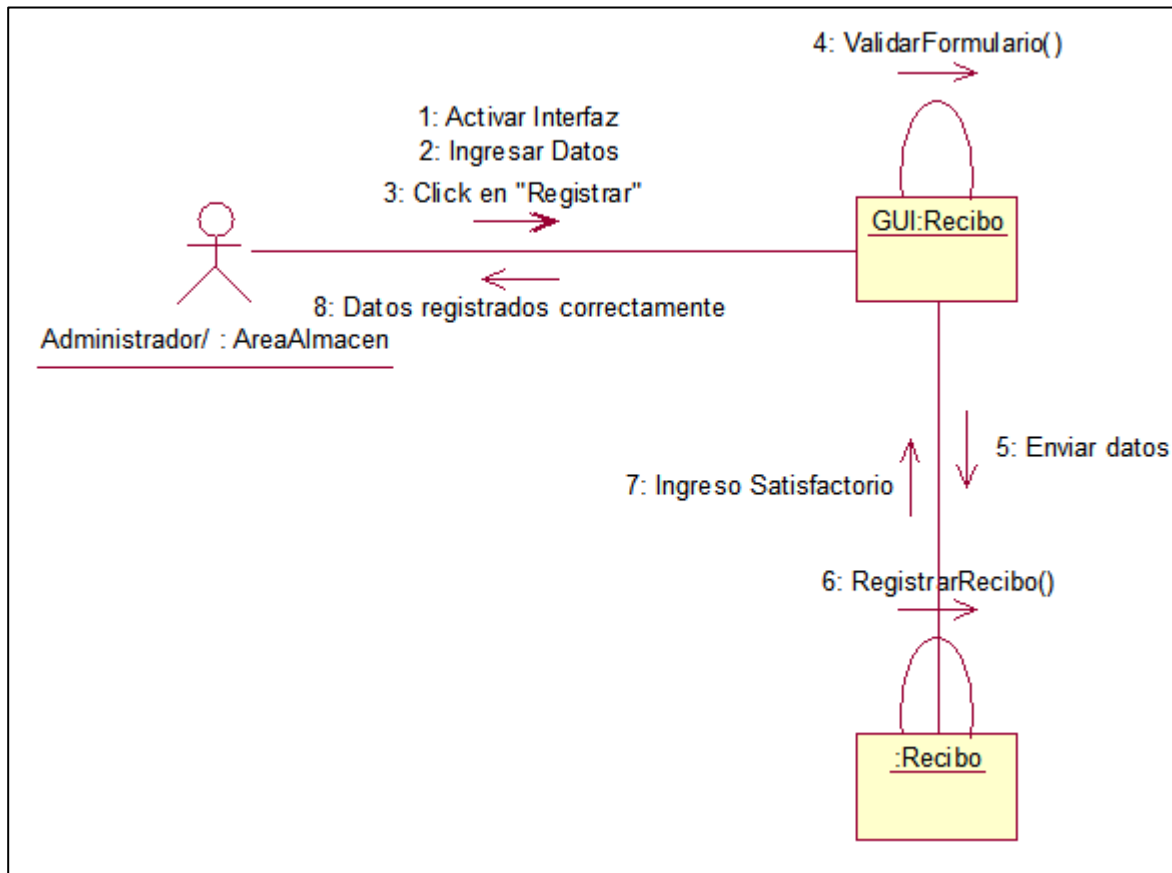 4: ValidarFormulario()
1: Activar Interfaz
2: Ingresar Datos
3: Click en "Registrar"
GUI:Recibo
8: Datos registrados correctamente
Administrador/ : AreaAlmacen
5: Enviar datos
7: Ingreso Satisfactorio
6: RegistrarRecibo()
:Recibo